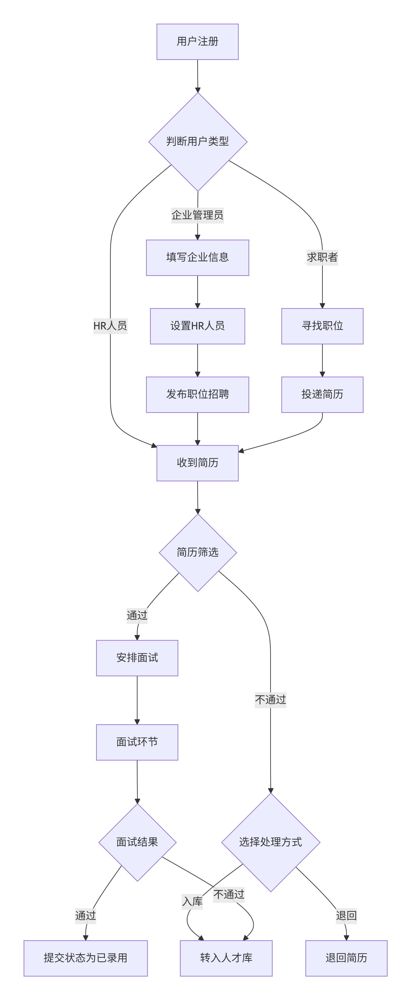 用户注册
判断用户类型
企业管理员
填写企业信息
求职者
HR人员
设置HR人员
寻找职位
发布职位招聘
投递简历
收到简历
简历筛选
通过
安排面试
不通过
面试环节
面试结果
选择处理方式
不通过
入库
通过
退回
提交状态为已录用
转入人才库
退回简历